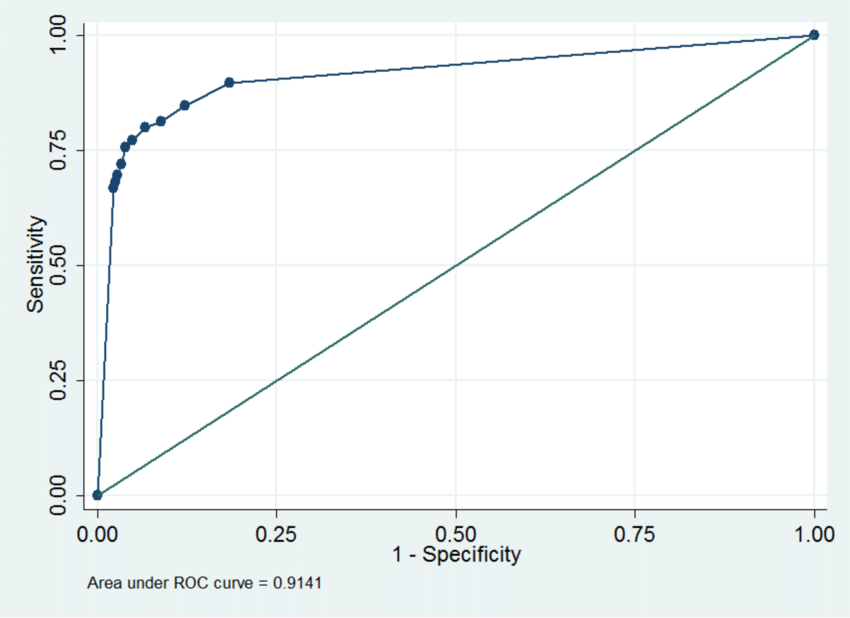 1.00
0.75
0.50
0.25
0.00
Sensitivity
0.00 0.25 0.50 0.75 1.00
1 - Specificity
Area under ROC curve = 0.9141